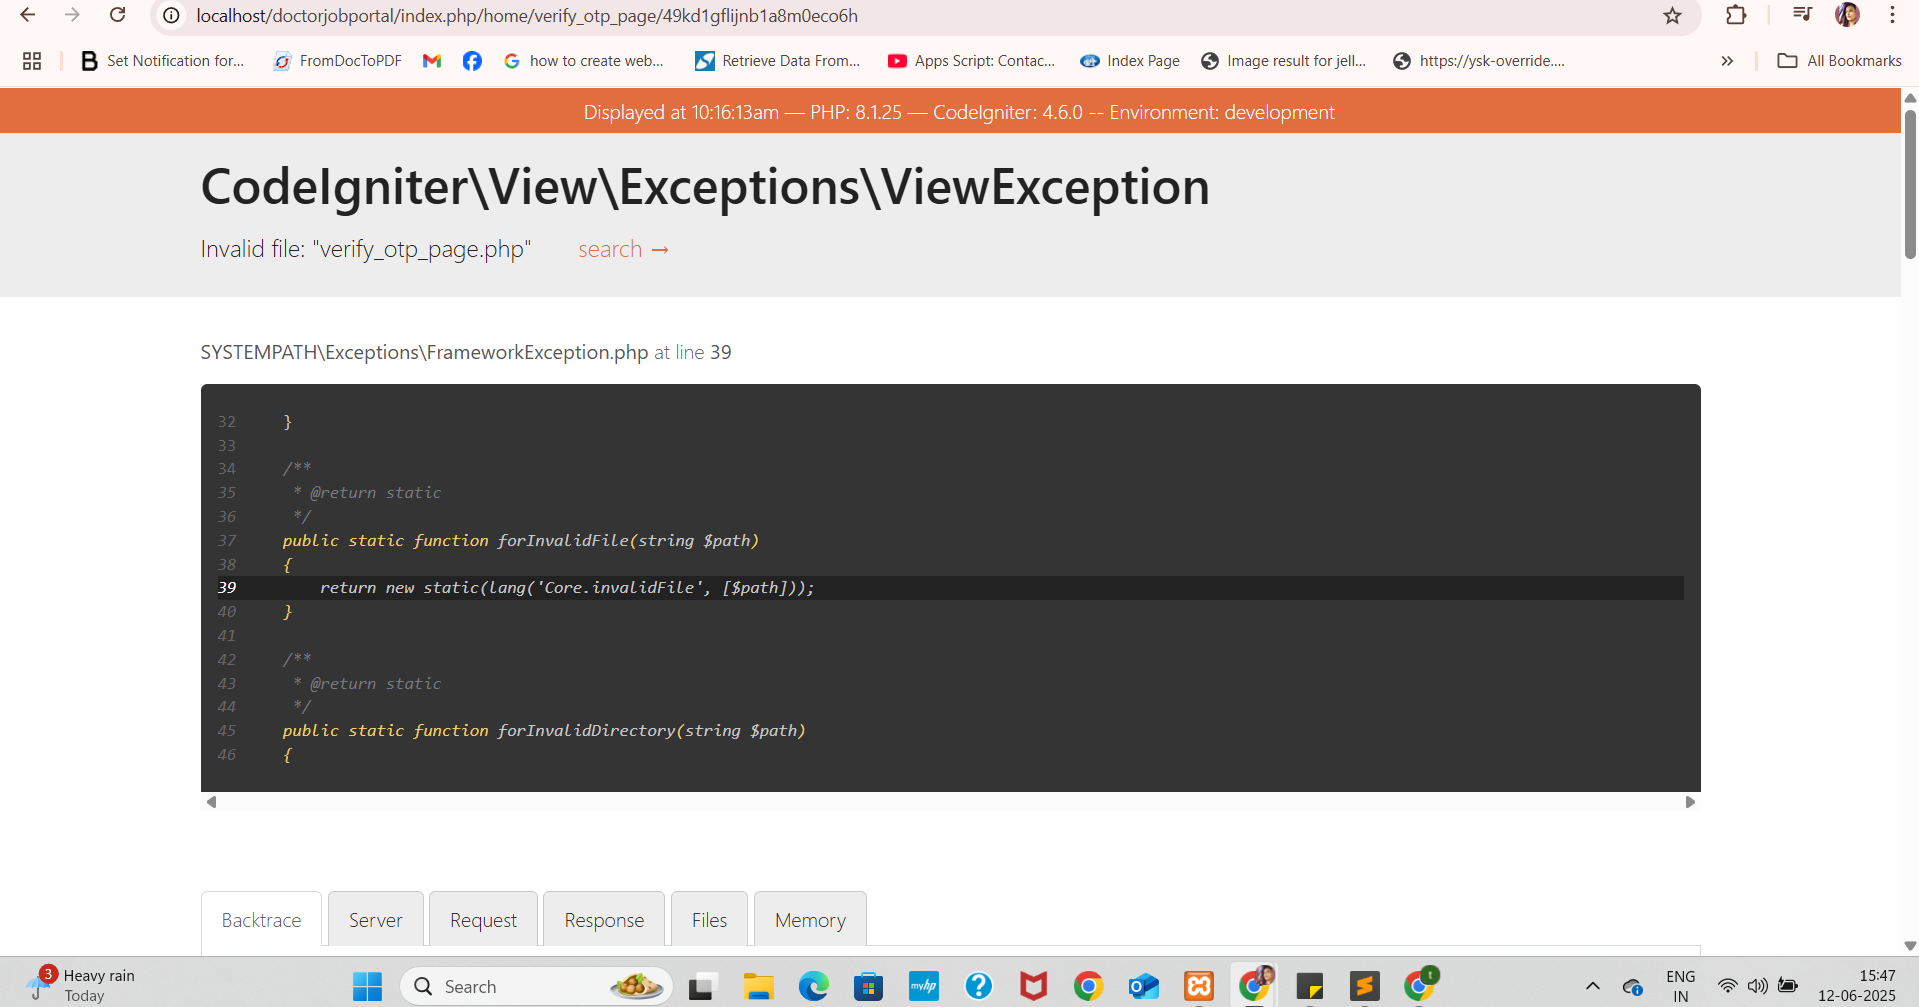 localhost/doctorjobportal/index.php/home/verify_otp_page/49kd1gflijnb1a8m0eco6h
Set Notification for... FromDocToPDF how to create web... Retrieve Data From... Apps Script: Contac... Index Page Image result for jell... https://ysk-override.... » All Bookmarks
Displayed at 10:16:13am — PHP: 8.1.25 — CodeIgniter: 4.6.0 -- Environment: development
CodeIgniter\View\Exceptions\ViewException
Invalid file: "verify_otp_page.php" search →
SYSTEMPATH\Exceptions\FrameworkException.php at line 39
32 }
33
34 /**
35 * @return static
36 */
37 public static function forInvalidFile(string $path)
38 {
39 return new static(lang('Core.invalidFile', [$path]));
40 }
41
42 /**
43 * @return static
44 */
45 public static function forInvalidDirectory(string $path)
46 {
Backtrace Server Request Response Files Memory
3 Heavy rain
Today
Search
myhp
t
ENG
IN
15:47
12-06-2025